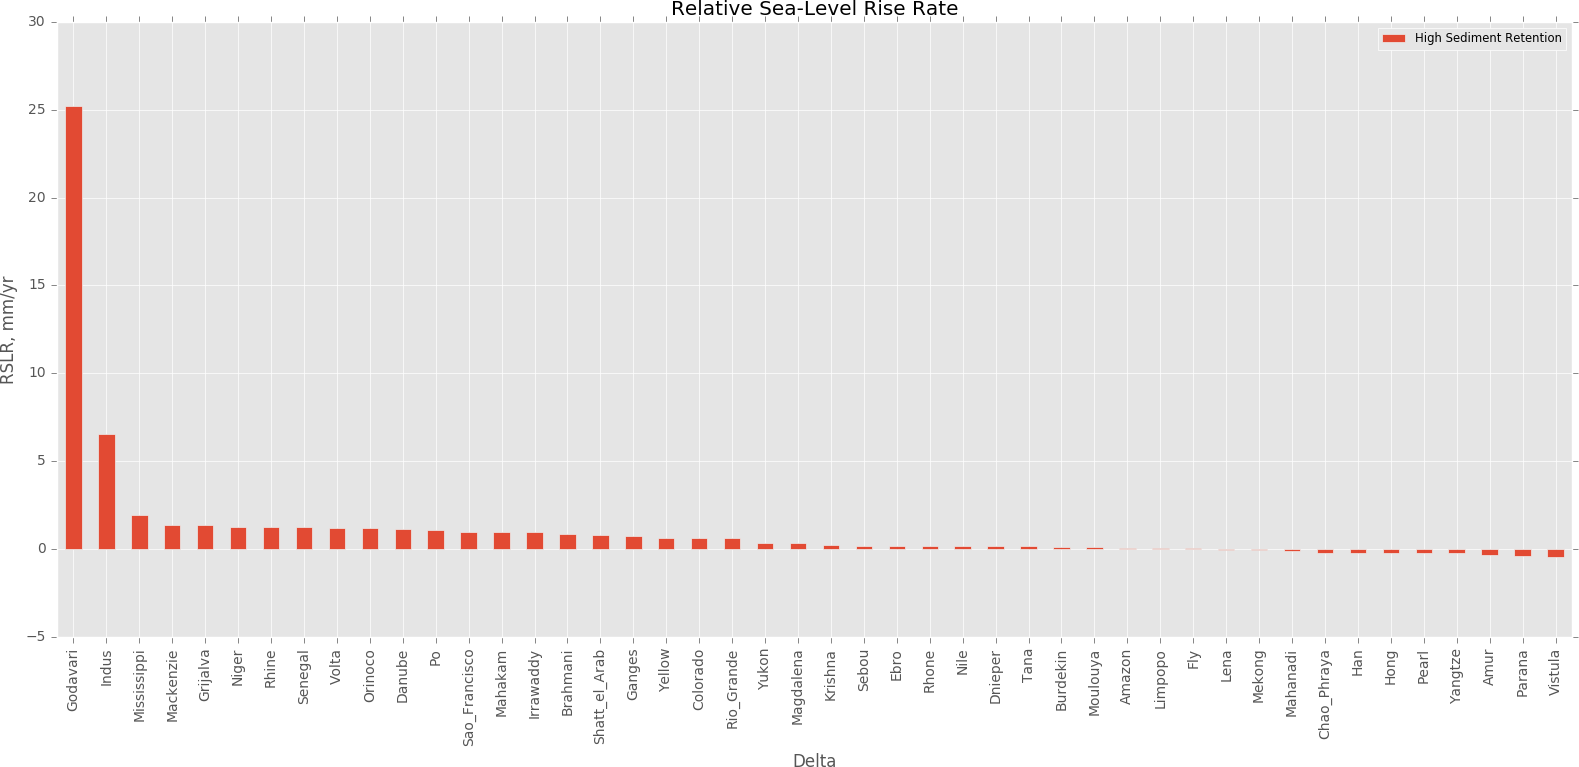 Relative Sea-Level Rise Rate
High Sediment Retention
RSLR, mm/yr
30
25
20
15
10
5
0
−5
Godavari
Indus
Mississippi
Mackenzie
Grijalva
Niger
Rhine
Senegal
Volta
Orinoco
Danube
Po
Sao_Francisco
Mahakam
Irrawaddy
Brahmani
Shatt_el_Arab
Ganges
Yellow
Colorado
Rio_Grande
Yukon
Magdalena
Krishna
Sebou
Ebro
Rhone
Nile
Dnieper
Tana
Burdekin
Moulouya
Amazon
Limpopo
Fly
Lena
Mekong
Mahanadi
Chao_Phraya
Han
Hong
Pearl
Yangtze
Amur
Parana
Vistula
Delta